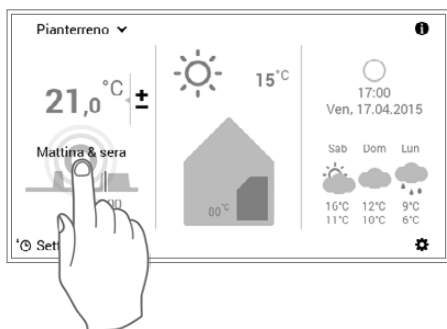 Pianterreno
21,0 °C ±
Mattina & sera
15°C
80°C
17:00
Ven, 17.04.2015
Sab Dom Lun
16°C 12°C 9°C
11°C 10°C 6°C